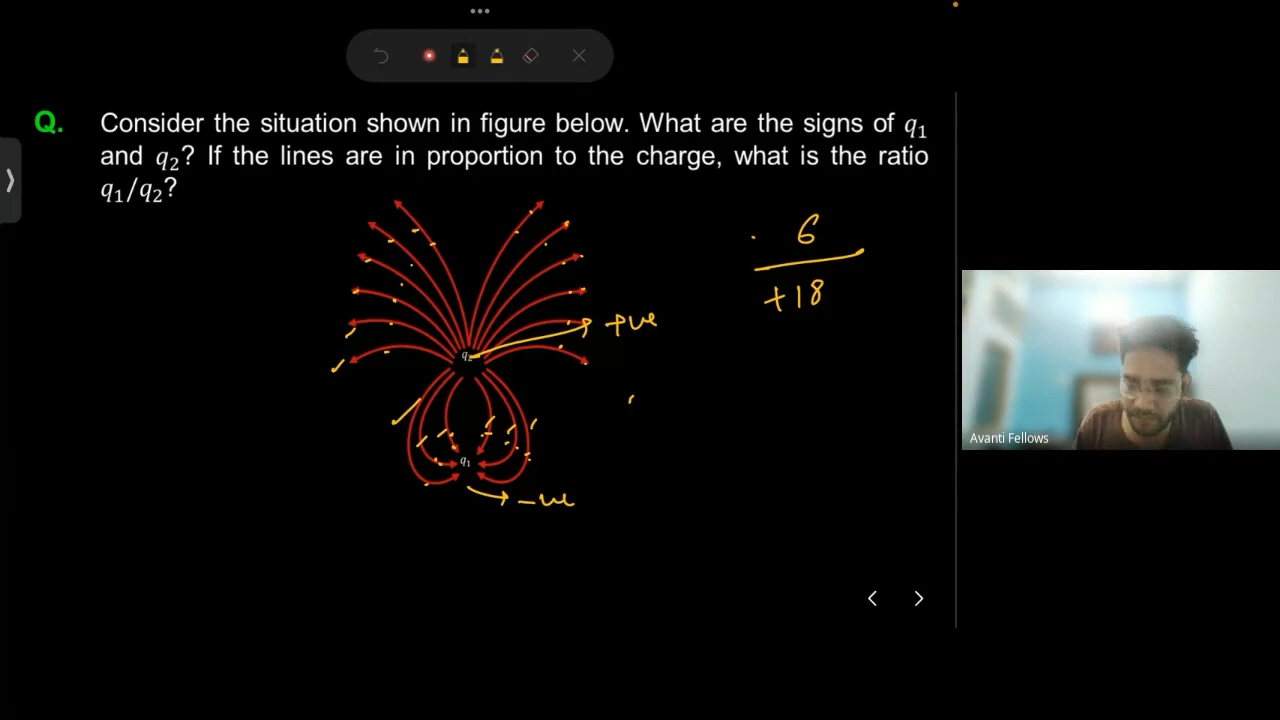 Q. Consider the situation shown in figure below. What are the signs of q₁
and q₂? If the lines are in proportion to the charge, what is the ratio
q₁/q₂?
6
+18
+ve
q₂
q₁
-ve
Avanti Fellows